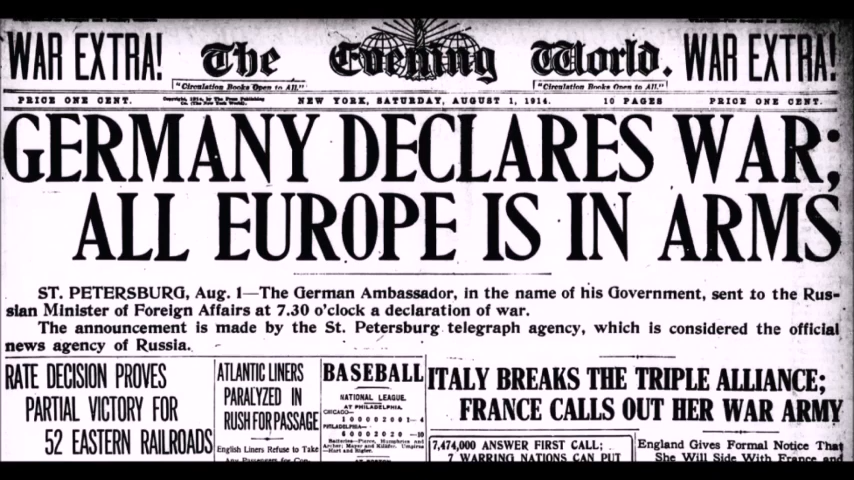 WAR EXTRA! The Evening World. WAR EXTRA!
"Circulation Books Open to All." "Circulation Books Open to All."
PRICE ONE CENT. NEW YORK, SATURDAY, AUGUST 1, 1914. 10 PAGES PRICE ONE CENT.
GERMANY DECLARES WAR;
ALL EUROPE IS IN ARMS
ST. PETERSBURG, Aug. 1—The German Ambassador, in the name of his Government, sent to the Rus-
sian Minister of Foreign Affairs at 7.30 o'clock a declaration of war.
The announcement is made by the St. Petersburg telegraph agency, which is considered the official
news agency of Russia.
RATE DECISION PROVES
PARTIAL VICTORY FOR
52 EASTERN RAILROADS
ATLANTIC LINERS
PARALYZED IN
RUSH FOR PASSAGE
English Liners Refuse to Take
BASEBALL
NATIONAL LEAGUE.
AT PHILADELPHIA.
CHICAGO—
PHILADELPHIA—
ITALY BREAKS THE TRIPLE ALLIANCE;
FRANCE CALLS OUT HER WAR ARMY
7,474,000 ANSWER FIRST CALL;
7 WARRING NATIONS CAN PUT
England Gives Formal Notice That
She Will Side With France and